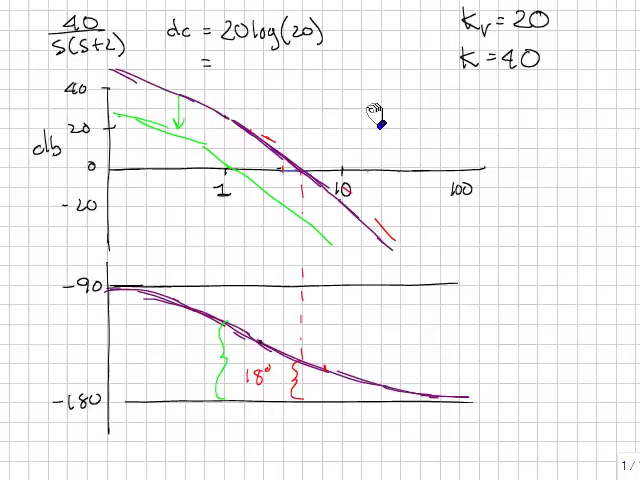 40
s(s+2)
dc = 20log(20)
=
Kv = 20
K = 40
40
20
db
0
-20
1
10
100
-90
18°
-180
1 / 1